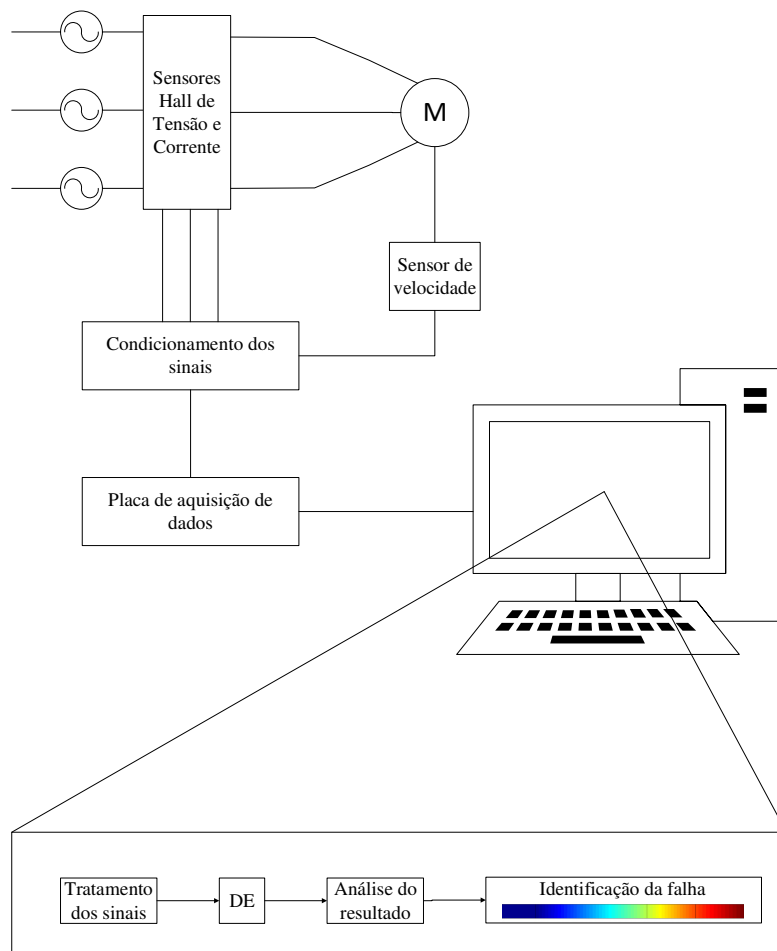 Sensores
Hall de
Tensão e
Corrente
M
Sensor de
velocidade
Condicionamento dos
sinais
Placa de aquisição de
dados
Tratamento
dos sinais
DE
Análise do
resultado
Identificação da falha